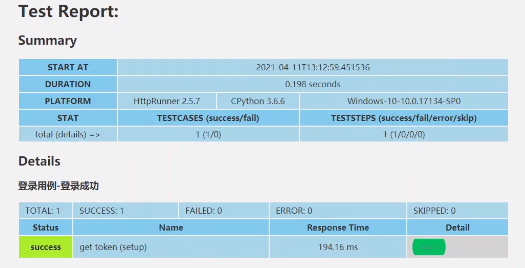 Test Report:
Summary
START AT 2021-04-11T13:12:59.451536
DURATION 0.198 seconds
PLATFORM HttpRunner 2.5.7 CPython 3.6.6 Windows-10-10.0.17134-SP0
STAT TESTCASES (success/fail) TESTSTEPS (success/fail/error/skip)
total (details) => 1 (1/0) 1 (1/0/0/0)
Details
登录用例-登录成功
TOTAL: 1 SUCCESS: 1 FAILED: 0 ERROR: 0 SKIPPED: 0
Status Name Response Time Detail
success get token (setup) 194.16 ms